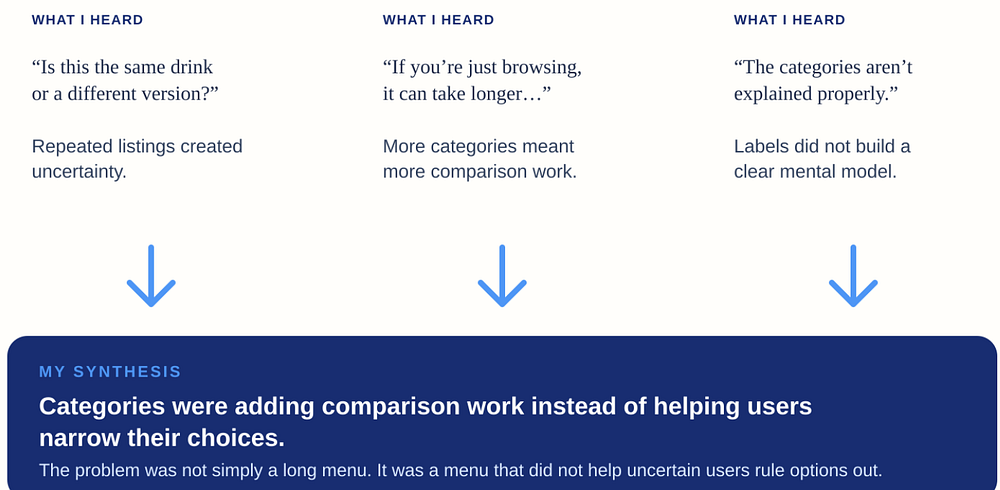 WHAT I HEARD
“Is this the same drink
or a different version?”
Repeated listings created
uncertainty.
WHAT I HEARD
“If you’re just browsing,
it can take longer…”
More categories meant
more comparison work.
WHAT I HEARD
“The categories aren’t
explained properly.”
Labels did not build a
clear mental model.
MY SYNTHESIS
Categories were adding comparison work instead of helping users
narrow their choices.
The problem was not simply a long menu. It was a menu that did not help uncertain users rule options out.